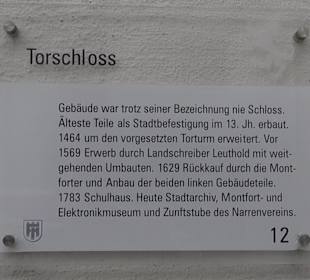 Torschloss
Gebäude war trotz seiner Bezeichnung nie Schloss.
Älteste Teile als Stadtbefestigung im 13. Jh. erbaut.
1464 um den vorgesetzten Torturm erweitert. Vor
1569 Erwerb durch Landschreiber Leuthold mit weit-
gehenden Umbauten. 1629 Rückkauf durch die Mont-
forter und Anbau der beiden linken Gebäudeteile.
1783 Schulhaus. Heute Stadtarchiv, Montfort- und
Elektronikmuseum und Zunftstube des Narrenvereins.
12